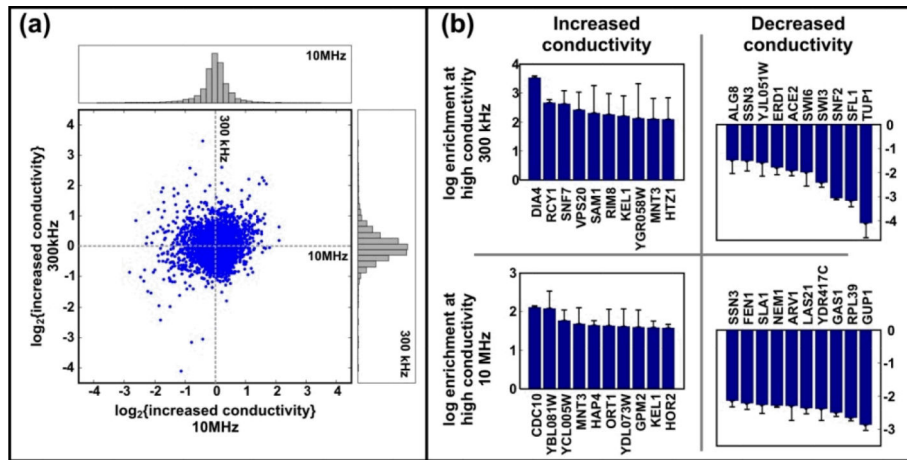 (a)
10MHz
300 kHz
4
3
2
1
0
-1
-2
-3
-4
log₂{increased conductivity}
300kHz
10MHz
300 kHz
-4 -3 -2 -1 0 1 2 3 4
log₂{increased conductivity}
10MHz
(b)
Increased
conductivity
Decreased
conductivity
log enrichment at
high conductivity
300 kHz
4
3
2
1
0
DIA4
RCY1
SNF7
VPS20
SAM1
RIM8
KEL1
YGR058W
MNT3
HTZ1
ALG8
SSN3
YJL051W
ERD1
ACE2
SWI6
SWI3
SNF2
SFL1
TUP1
0
-1
-2
-3
-4
log enrichment at
high conductivity
10 MHz
3
2
1
0
CDC10
YBL081W
YCL005W
MNT3
HAP4
ORT1
YDL073W
GPM2
KEL1
HOR2
SSN3
FEN1
SLA1
NEM1
ARV1
LAS21
YDR417C
GAS1
RPL39
GUP1
0
-1
-2
-3